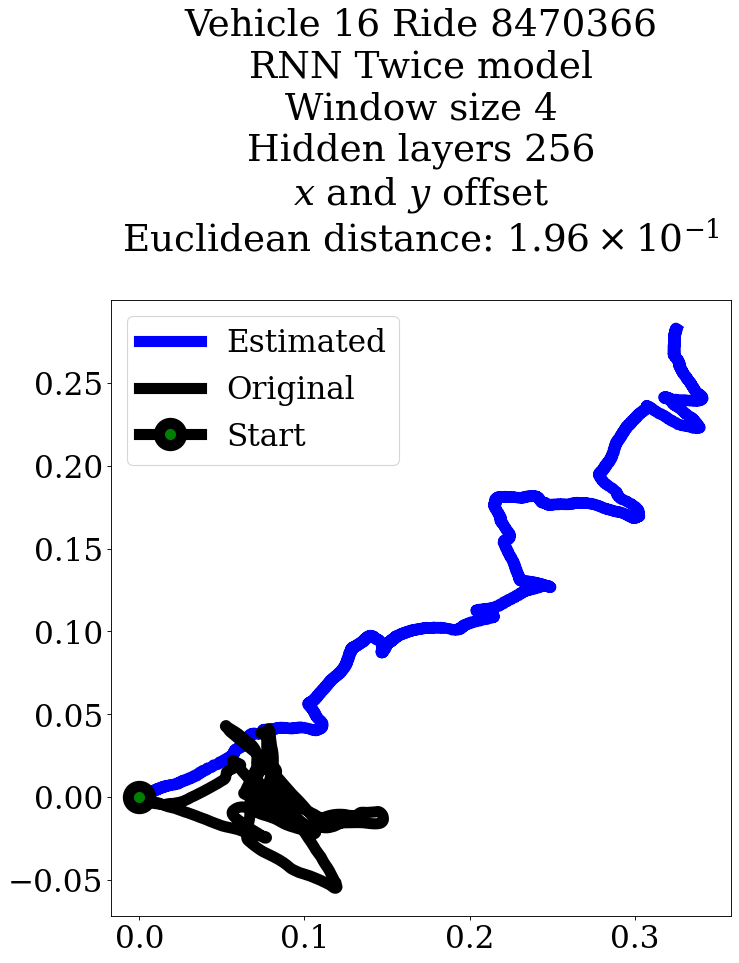 Vehicle 16 Ride 8470366
RNN Twice model
Window size 4
Hidden layers 256
x and y offset
Euclidean distance: 1.96 × 10⁻¹
Estimated
Original
Start
0.25
0.20
0.15
0.10
0.05
0.00
−0.05
0.0 0.1 0.2 0.3